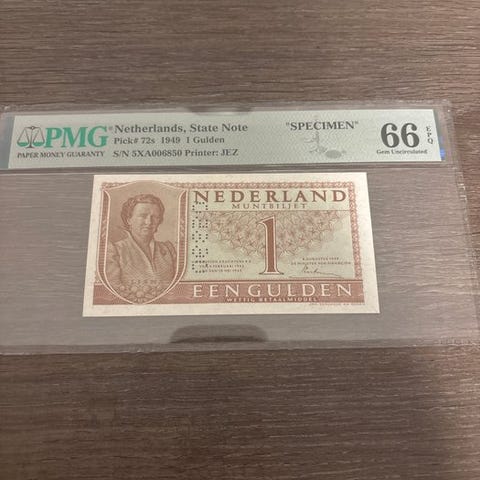 PMG Netherlands, State Note "SPECIMEN" 66 EPQ
PAPER MONEY GUARANTY Pick# 72s 1949 1 Gulden Gem Uncirculated
S/N 5XA006850 Printer: JEZ
NEDERLAND
MUNTBILJET
1
EEN GULDEN
WETTIG BETAALMIDDEL